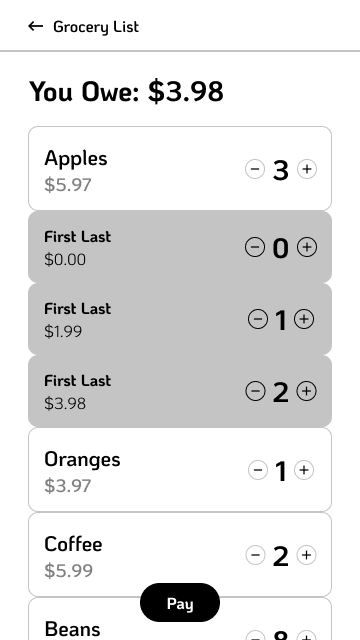 ← Grocery List
You Owe: $3.98
Apples
$5.97
− 3 +
First Last
$0.00
− 0 +
First Last
$1.99
− 1 +
First Last
$3.98
− 2 +
Oranges
$3.97
− 1 +
Coffee
$5.99
− 2 +
Pay
Beans